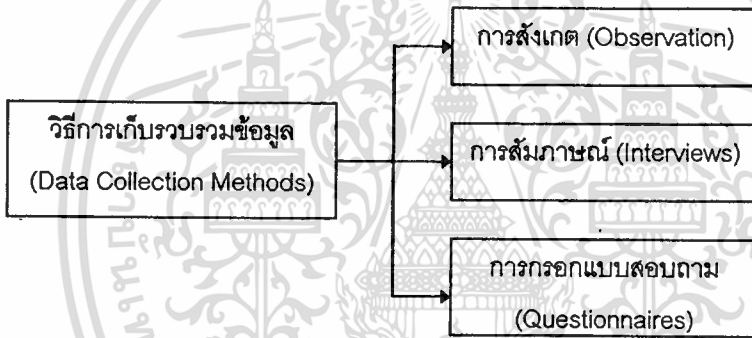 การสังเกต (Observation)
วิธีการเก็บรวบรวมข้อมูล
(Data Collection Methods)
การสัมภาษณ์ (Interviews)
การกรอกแบบสอบถาม
(Questionnaires)